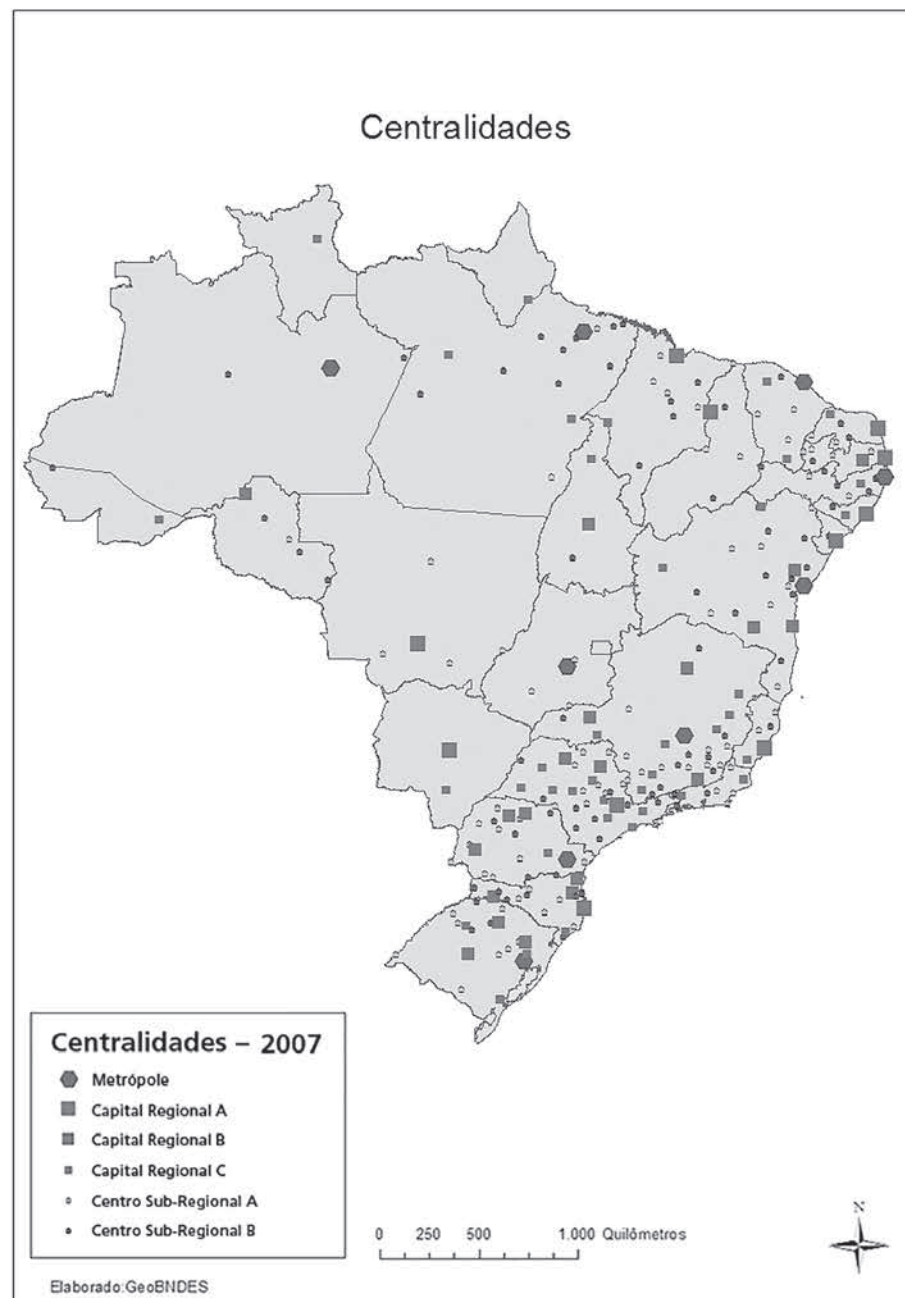 Centralidades
Centralidades – 2007
Metrópole
Capital Regional A
Capital Regional B
Capital Regional C
Centro Sub-Regional A
Centro Sub-Regional B
0 250 500 1.000 Quilômetros
N
Elaborado:GeoBNDES